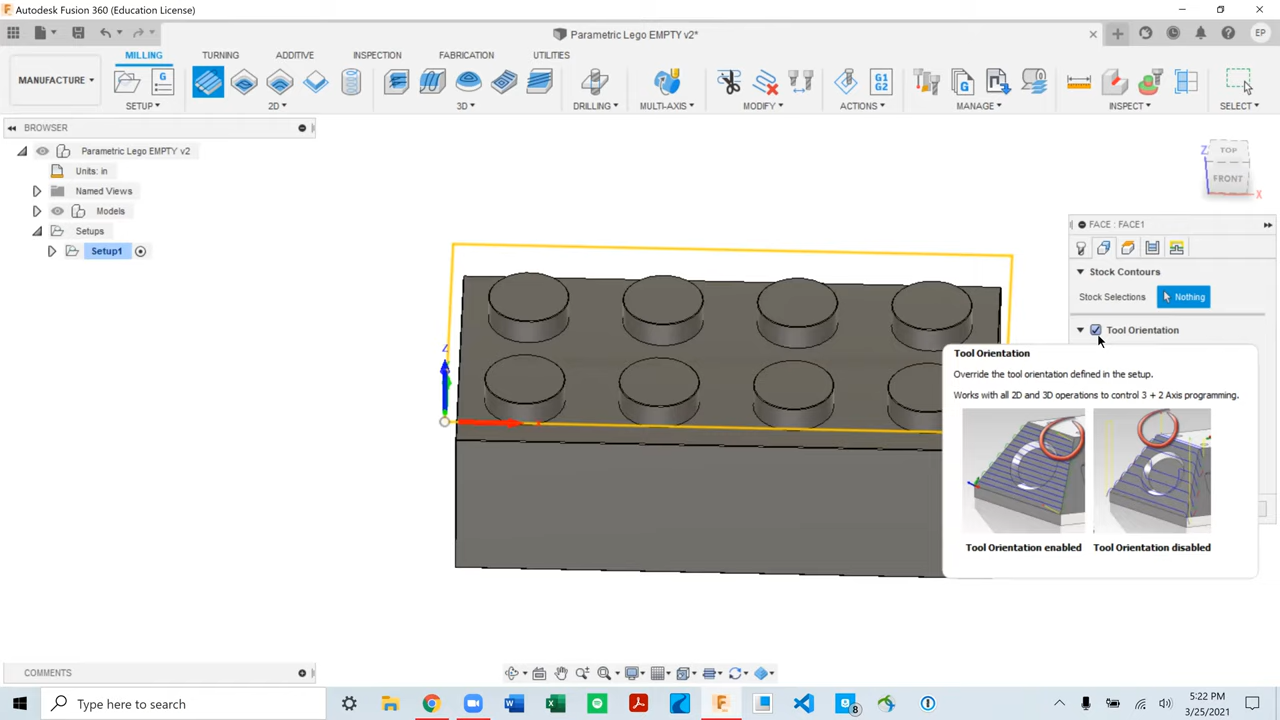 Autodesk Fusion 360 (Education License)
Parametric Lego EMPTY v2*
EP
MANUFACTURE
MILLING
TURNING
ADDITIVE
INSPECTION
FABRICATION
UTILITIES
G
G1
G2
SETUP
2D
3D
DRILLING
MULTI-AXIS
MODIFY
ACTIONS
MANAGE
INSPECT
SELECT
BROWSER
Parametric Lego EMPTY v2
Units: in
Named Views
Models
Setups
Setup1
Z
TOP
FRONT
X
FACE : FACE1
Stock Contours
Stock Selections
Nothing
Tool Orientation
Tool Orientation
Override the tool orientation defined in the setup.
Works with all 2D and 3D operations to control 3 + 2 Axis programming.
Tool Orientation enabled
Tool Orientation disabled
Z
COMMENTS
Type here to search
8
5:22 PM
3/25/2021